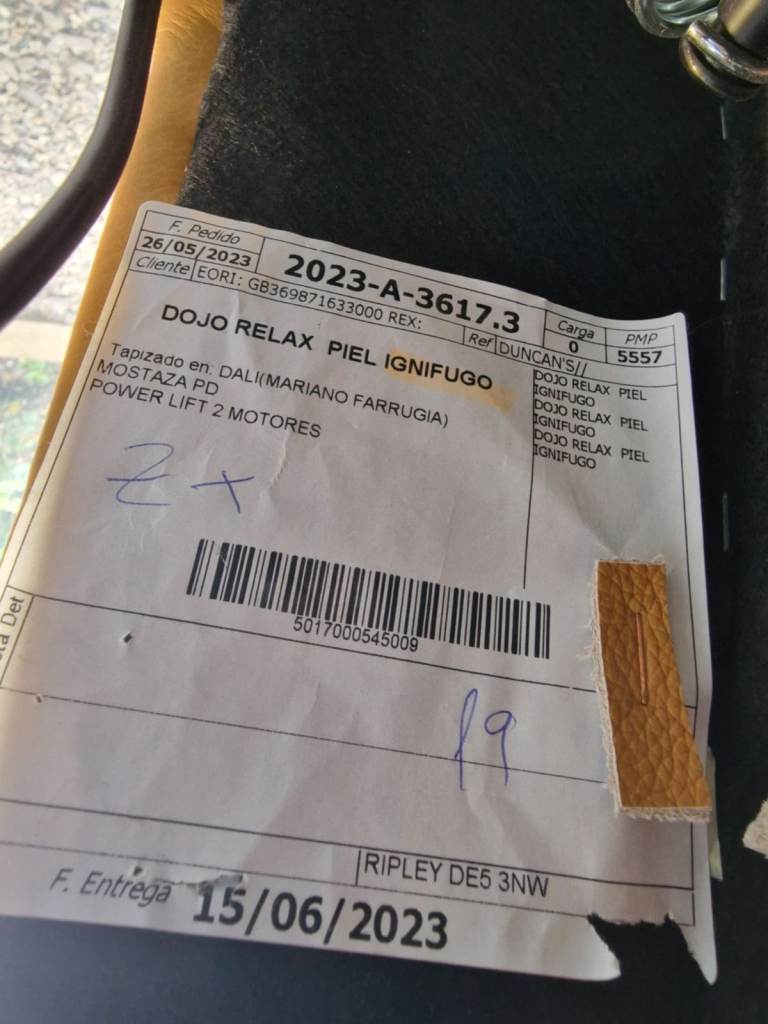 F. Pedido
26/05/2023
2023-A-3617.3
Carga
0
PMP
5557
Cliente
EORI: GB369871633000 REX:
Ref
DUNCAN'S//
DOJO RELAX PIEL IGNIFUGO
Tapizado en: DALI(MARIANO FARRUGIA)
MOSTAZA PD
POWER LIFT 2 MOTORES
DOJO RELAX PIEL
IGNIFUGO
DOJO RELAX PIEL
IGNIFUGO
DOJO RELAX PIEL
IGNIFUGO
5017000545009
Det
19
RIPLEY DE5 3NW
F. Entrega
15/06/2023